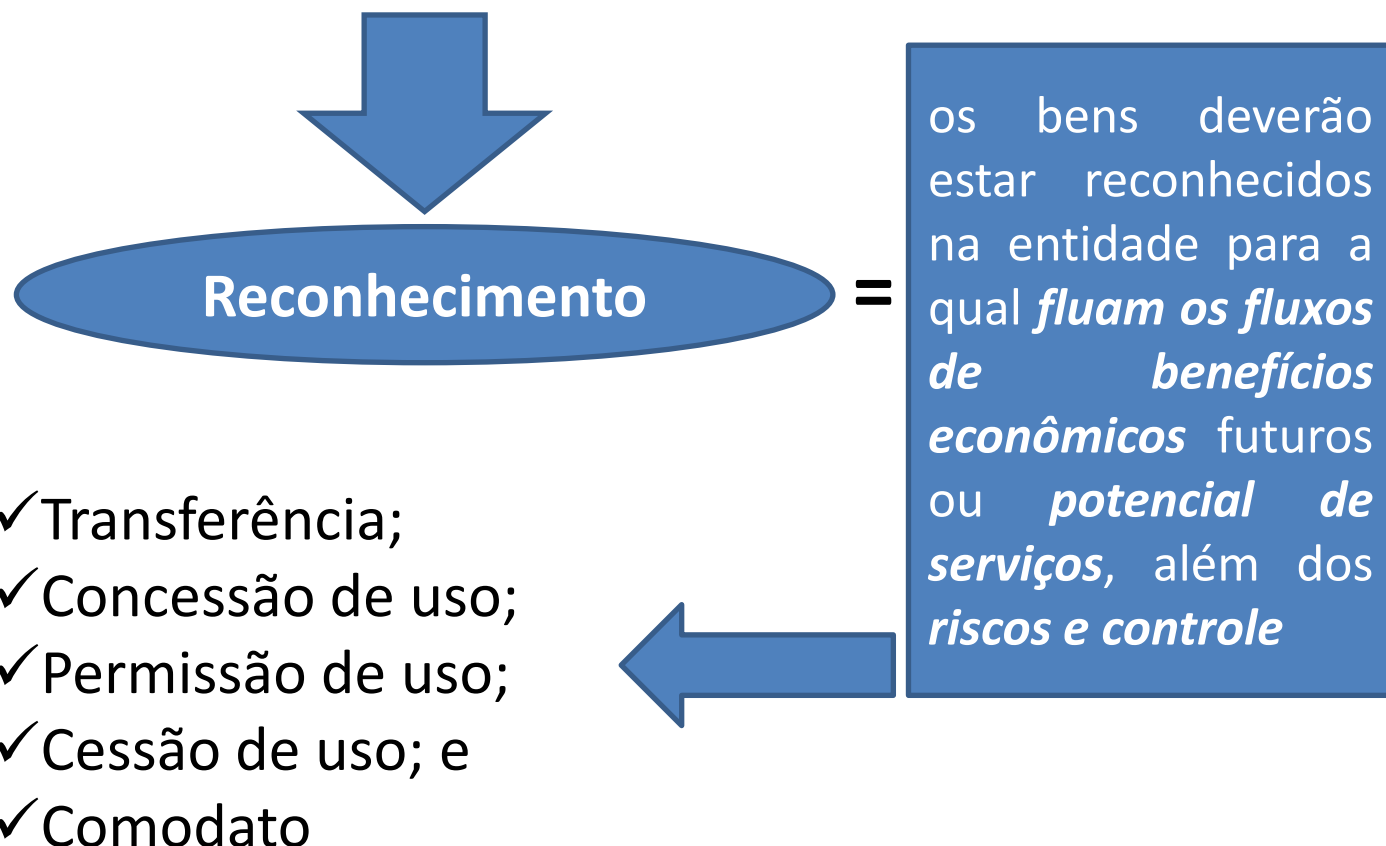 Reconhecimento
=
os bens deverão
estar reconhecidos
na entidade para a
qual fluam os fluxos
de benefícios
econômicos futuros
ou potencial de
serviços, além dos
riscos e controle
✓Transferência;
✓Concessão de uso;
✓Permissão de uso;
✓Cessão de uso; e
✓Comodato